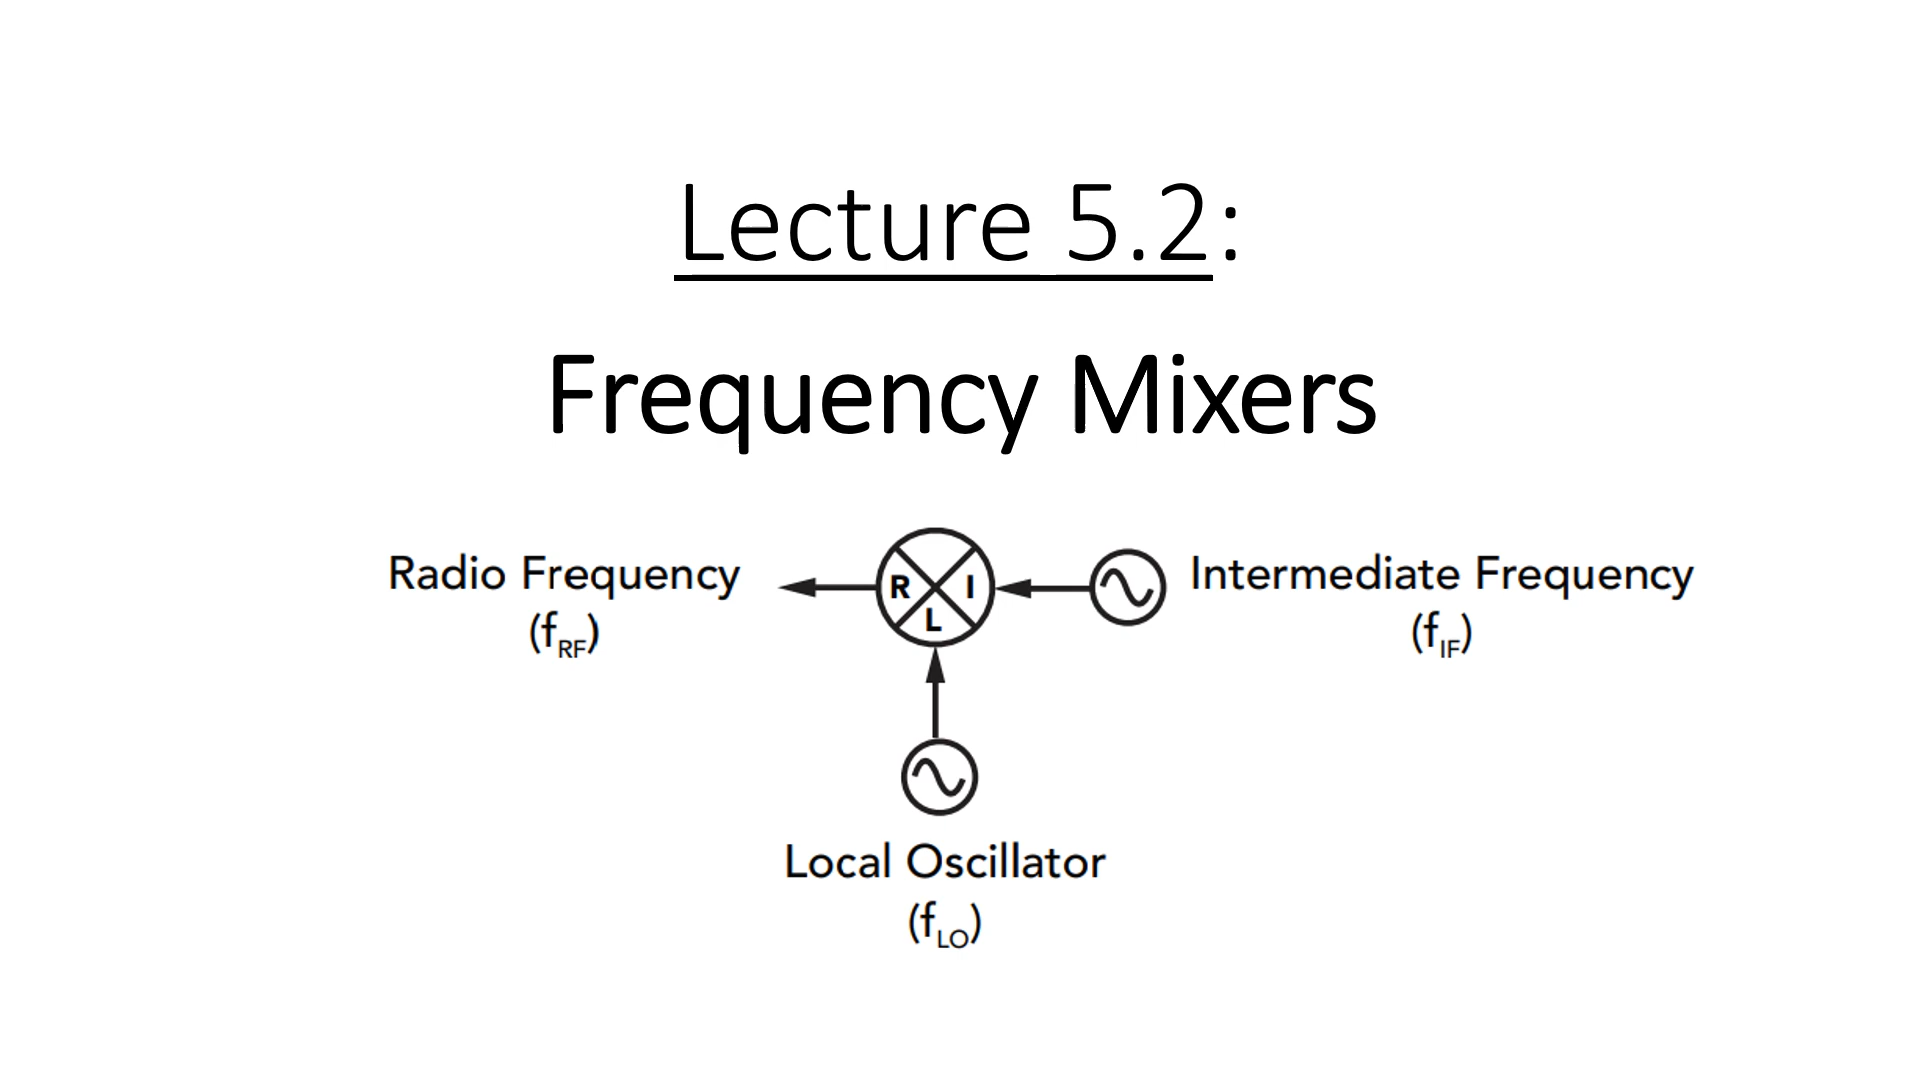 Lecture 5.2:
Frequency Mixers
Radio Frequency
(fRF)
R
I
L
Intermediate Frequency
(fIF)
Local Oscillator
(fLO)